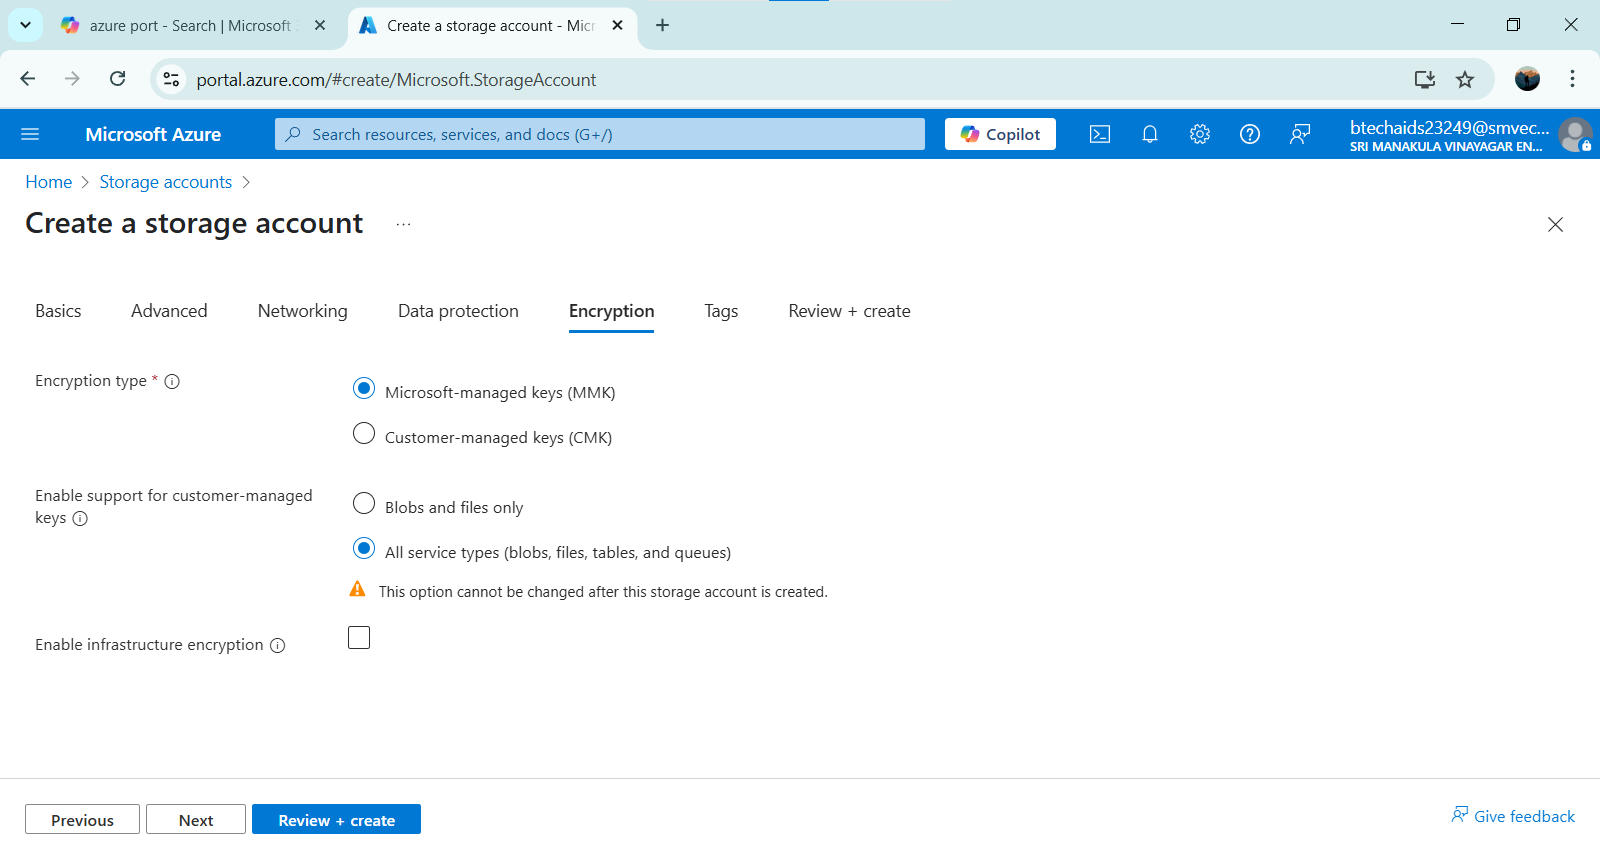 azure port - Search | Microsoft
Create a storage account - Micr
portal.azure.com/#create/Microsoft.StorageAccount
Microsoft Azure
Search resources, services, and docs (G+/)
Copilot
btechaids23249@smvec...
SRI MANAKULA VINAYAGAR EN...
Home > Storage accounts >
Create a storage account ...
Basics Advanced Networking Data protection Encryption Tags Review + create
Encryption type *
Microsoft-managed keys (MMK)
Customer-managed keys (CMK)
Enable support for customer-managed
keys
Blobs and files only
All service types (blobs, files, tables, and queues)
This option cannot be changed after this storage account is created.
Enable infrastructure encryption
Previous Next Review + create
Give feedback